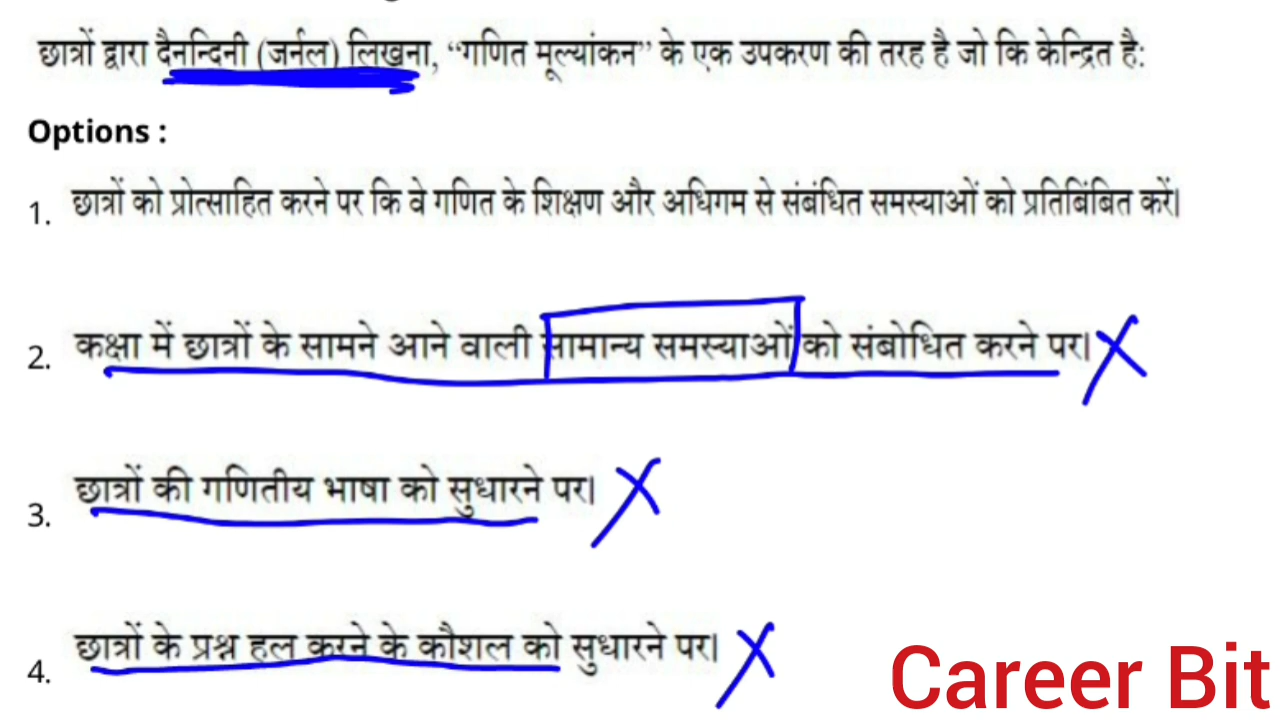 छात्रों द्वारा दैनन्दिनी (जर्नल) लिखना, “गणित मूल्यांकन” के एक उपकरण की तरह है जो कि केन्द्रित है:
Options :
1. छात्रों को प्रोत्साहित करने पर कि वे गणित के शिक्षण और अधिगम से संबंधित समस्याओं को प्रतिबिंबित करें।
2. कक्षा में छात्रों के सामने आने वाली सामान्य समस्याओं को संबोधित करने पर।
3. छात्रों की गणितीय भाषा को सुधारने पर।
4. छात्रों के प्रश्न हल करने के कौशल को सुधारने पर।
Career Bit